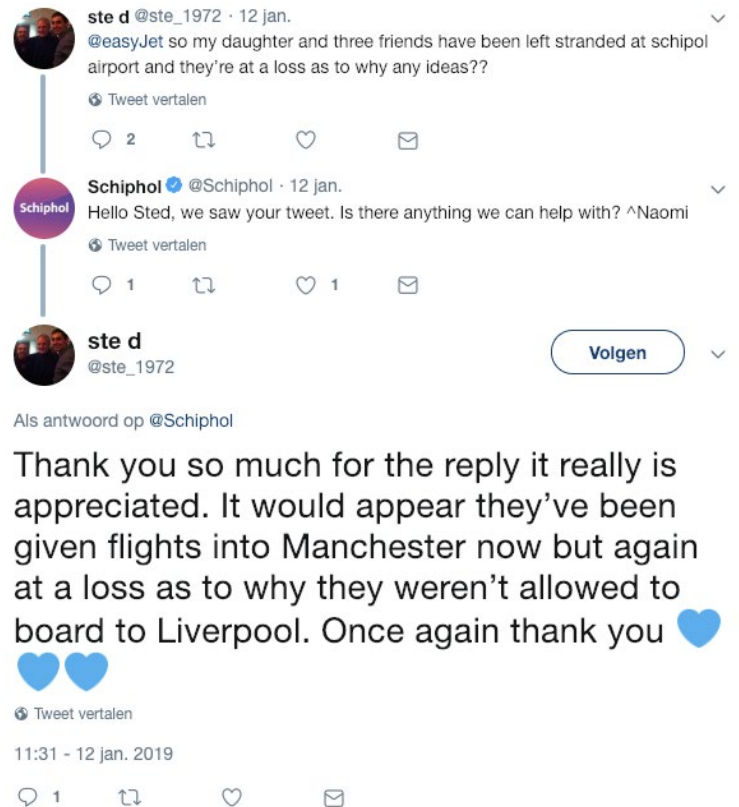 ste d @ste_1972 · 12 jan.
@easyJet so my daughter and three friends have been left stranded at schipol
airport and they're at a loss as to why any ideas??
Tweet vertalen
2
Schiphol
Schiphol @Schiphol · 12 jan.
Hello Sted, we saw your tweet. Is there anything we can help with? ^Naomi
Tweet vertalen
1 1
ste d
@ste_1972
Volgen
Als antwoord op @Schiphol
Thank you so much for the reply it really is
appreciated. It would appear they've been
given flights into Manchester now but again
at a loss as to why they weren't allowed to
board to Liverpool. Once again thank you 💙
💙💙
Tweet vertalen
11:31 - 12 jan. 2019
1